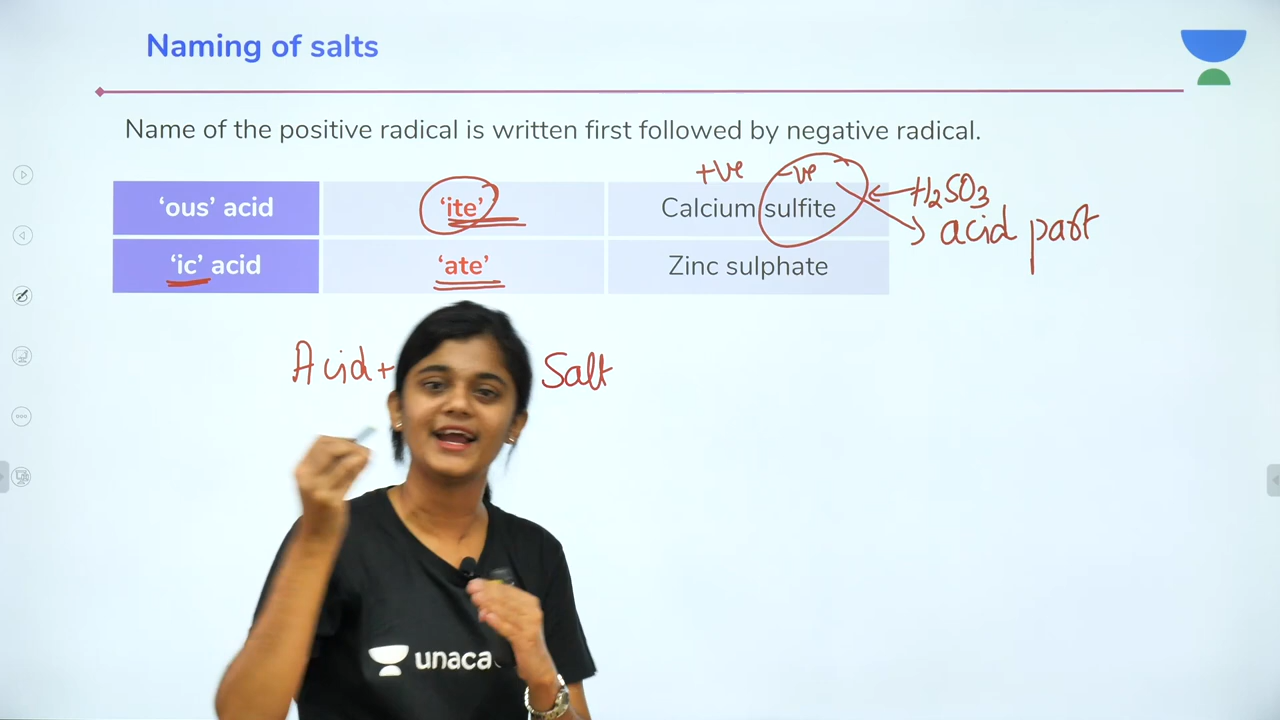 Naming of salts
Name of the positive radical is written first followed by negative radical.
+ve -ve
'ous' acid 'ite' Calcium sulfite H₂SO₃
acid part
'ic' acid 'ate' Zinc sulphate
Acid+ Salt
unaca